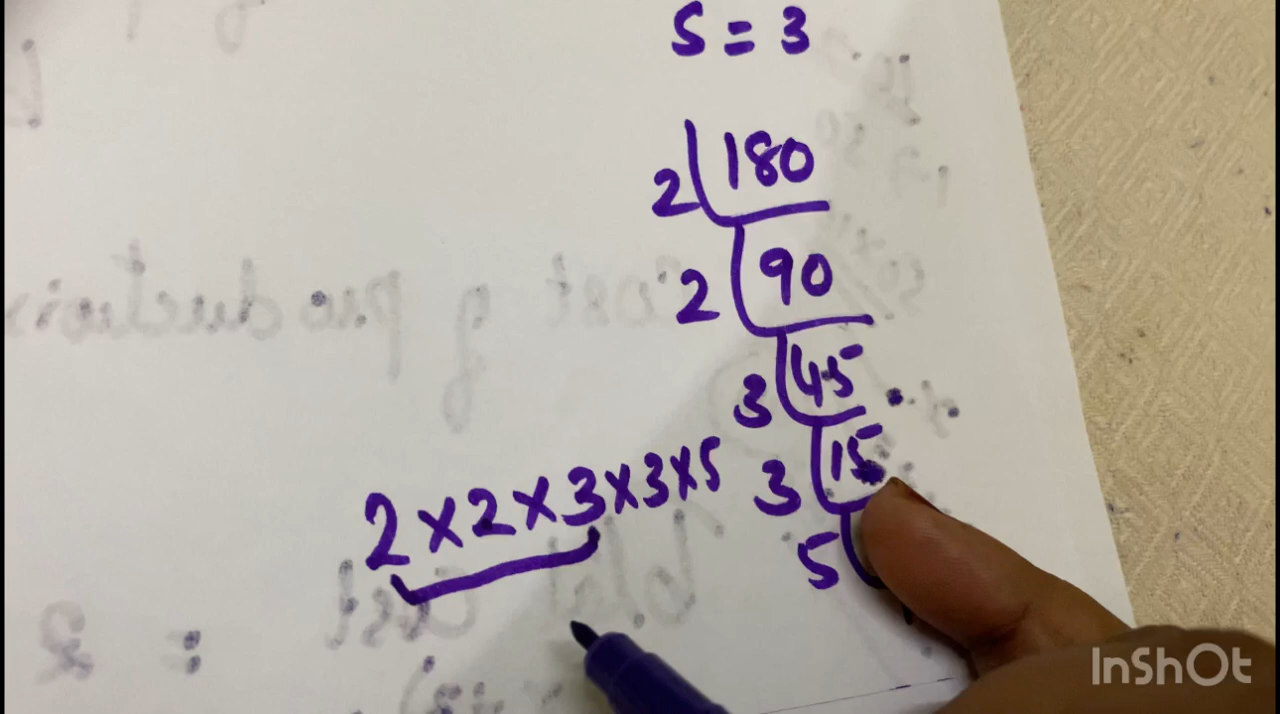 S = 3
2 180
2 90
3 45
3 15
2 × 2 × 3 × 3 × 5
5
InShOt